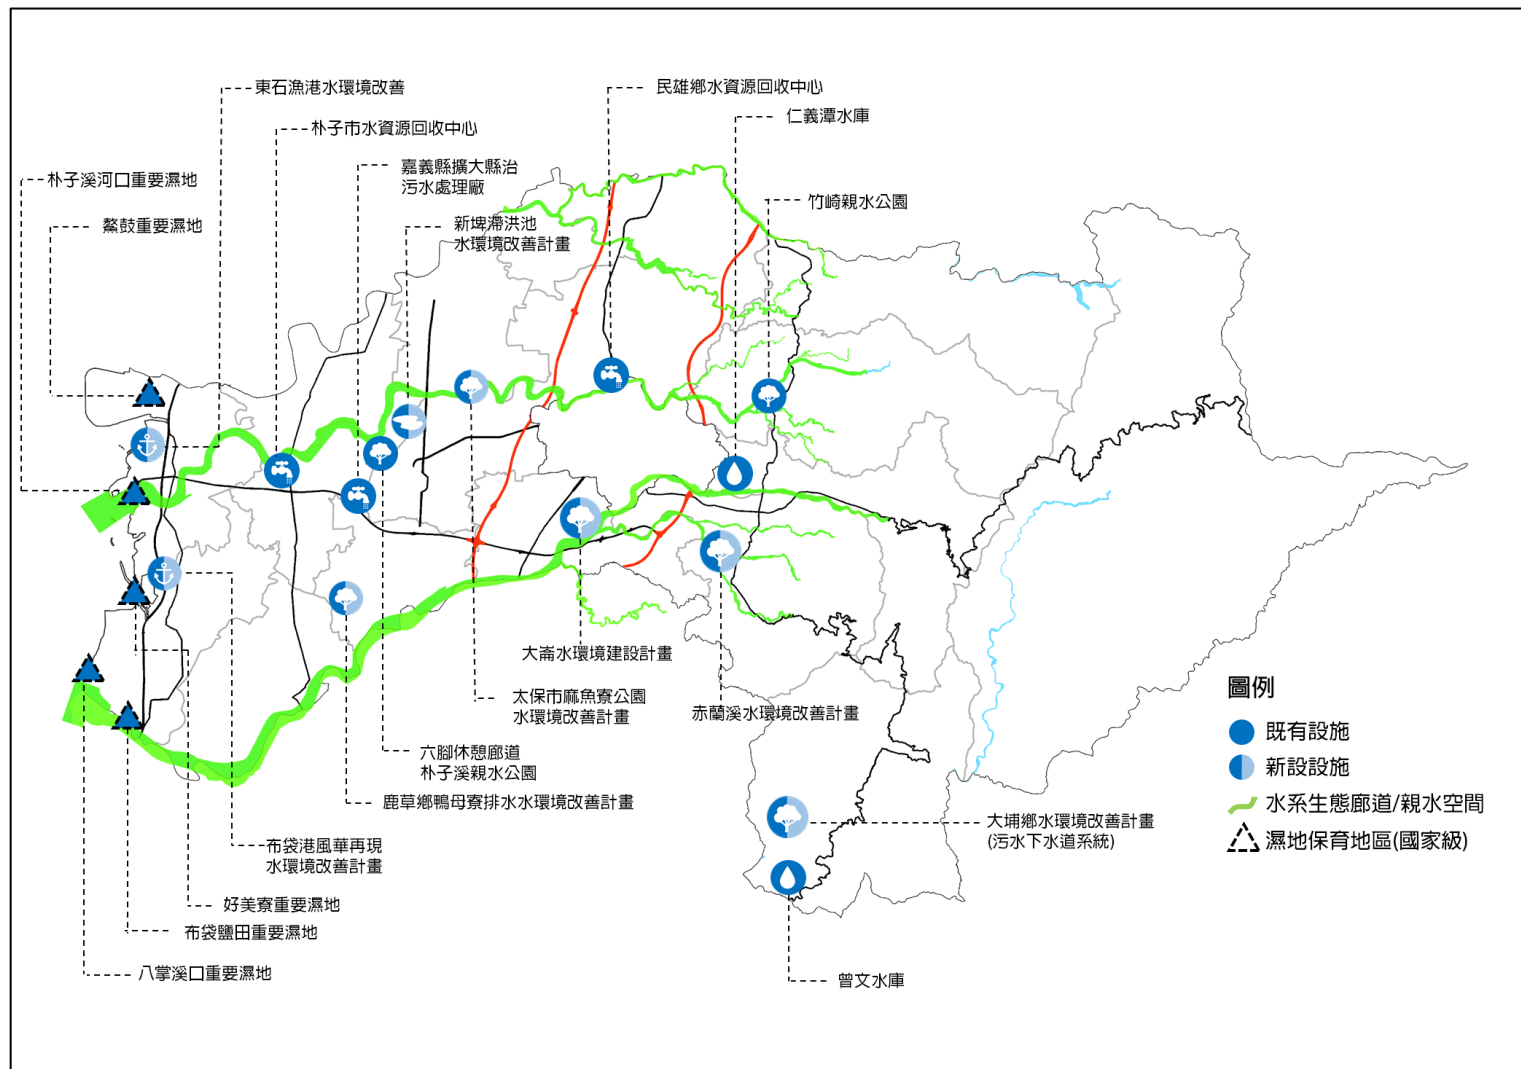 東石漁港水環境改善
民雄鄉水資源回收中心
仁義潭水庫
朴子市水資源回收中心
嘉義縣擴大縣治
污水處理廠
朴子溪河口重要濕地
竹崎親水公園
鰲鼓重要濕地
新埤滯洪池
水環境改善計畫
大崙水環境建設計畫
太保市麻魚寮公園
水環境改善計畫
赤蘭溪水環境改善計畫
六腳休憩廊道
朴子溪親水公園
鹿草鄉鴨母寮排水水環境改善計畫
布袋港風華再現
水環境改善計畫
大埔鄉水環境改善計畫
(污水下水道系統)
好美寮重要濕地
布袋鹽田重要濕地
八掌溪口重要濕地
曾文水庫
圖例
既有設施
新設設施
水系生態廊道/親水空間
濕地保育地區(國家級)